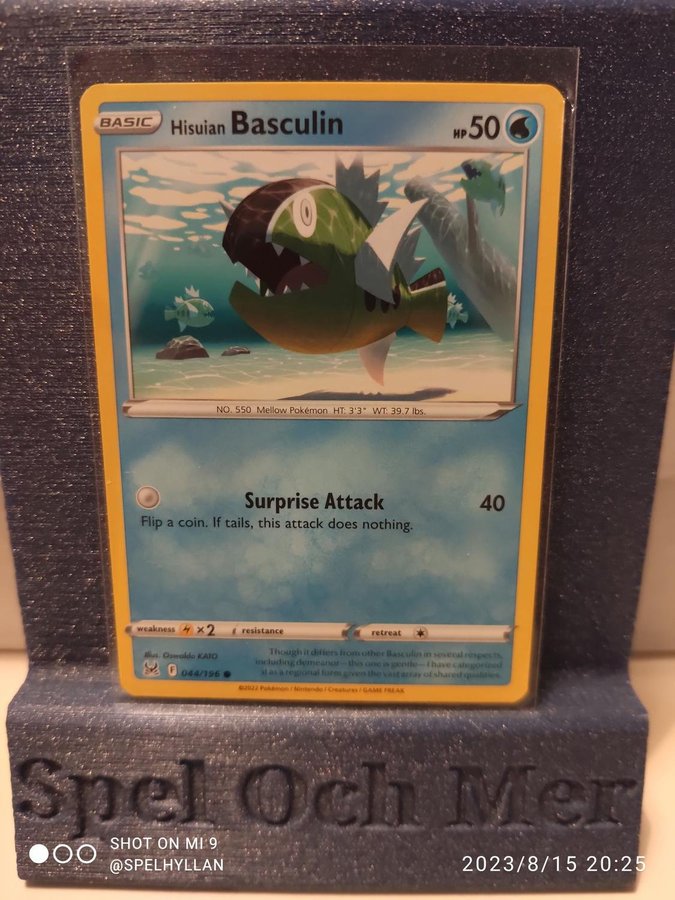 BASIC Hisuian Basculin HP 50
NO. 550 Mellow Pokémon HT: 3'3" WT: 39.7 lbs.
Surprise Attack 40
Flip a coin. If tails, this attack does nothing.
weakness ×2 resistance retreat
Illus. Oswaldo KATO
Though it differs from other Basculin in several respects,
including demeanor—this one is gentle—I have categorized
it as a regional form given the vast array of shared qualities.
F 044/196
©2022 Pokémon / Nintendo / Creatures / GAME FREAK
Spel Och Mer
SHOT ON MI 9
@SPELHYLLAN
2023/8/15 20:25